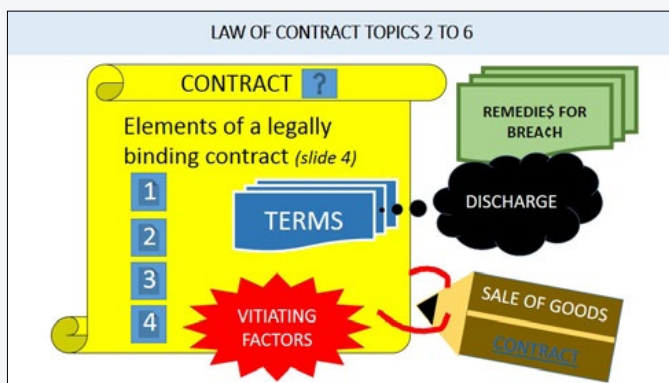 LAW OF CONTRACT TOPICS 2 TO 6
CONTRACT ?
Elements of a legally
binding contract (slide 4)
1
2
3
4
TERMS
VITIATING
FACTORS
REMEDIE$ FOR
BREA¢H
DISCHARGE
SALE OF GOODS
CONTRACT